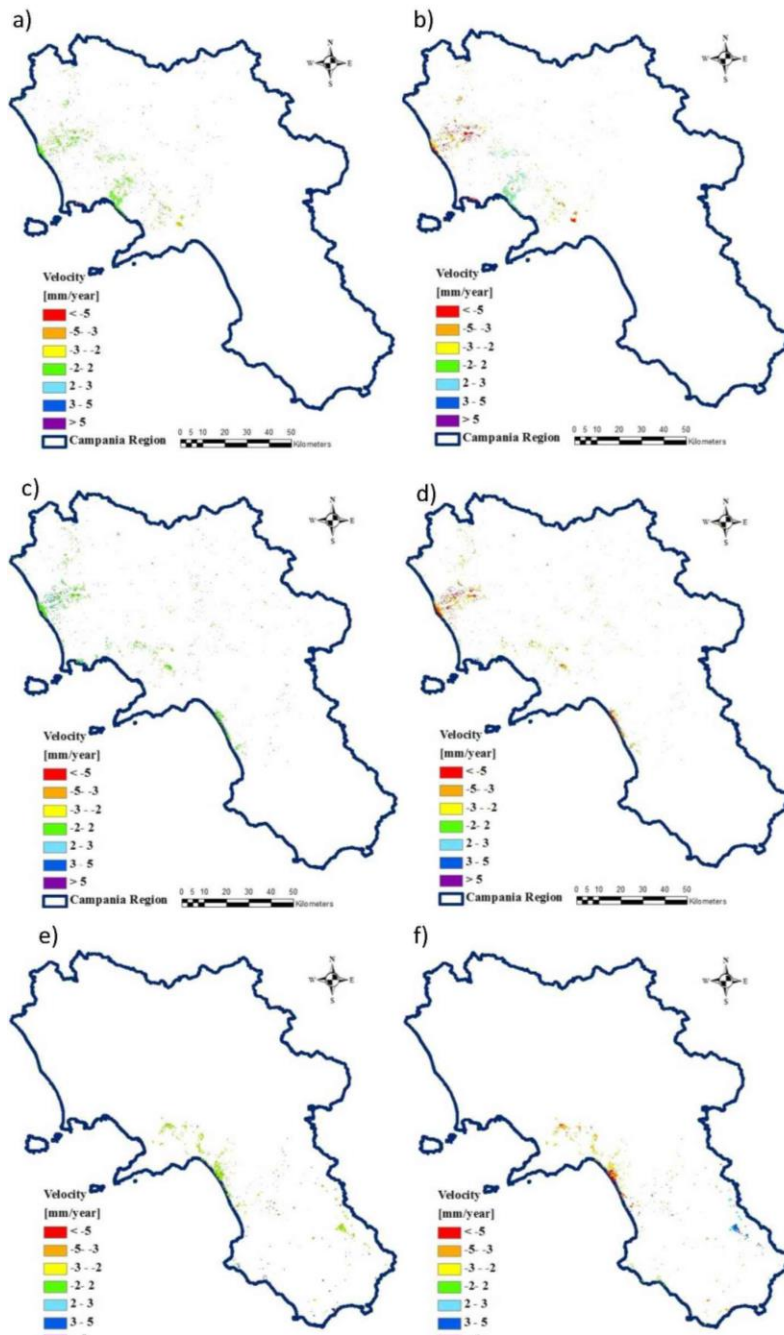 a)
N
W E
S
Velocity
[mm/year]
< -5
-5- -3
-3 - -2
-2- 2
2 - 3
3 - 5
> 5
Campania Region
0 5 10 20 30 40 50
Kilometers
b)
N
W E
S
Velocity
[mm/year]
< -5
-5- -3
-3 - -2
-2- 2
2 - 3
3 - 5
> 5
Campania Region
0 5 10 20 30 40 50
Kilometers
c)
N
W E
S
Velocity
[mm/year]
< -5
-5- -3
-3 - -2
-2- 2
2 - 3
3 - 5
> 5
Campania Region
0 5 10 20 30 40 50
Kilometers
d)
N
W E
S
Velocity
[mm/year]
< -5
-5- -3
-3 - -2
-2- 2
2 - 3
3 - 5
> 5
Campania Region
0 5 10 20 30 40 50
Kilometers
e)
N
W E
S
Velocity
[mm/year]
< -5
-5- -3
-3 - -2
-2- 2
2 - 3
3 - 5
f)
N
W E
S
Velocity
[mm/year]
< -5
-5- -3
-3 - -2
-2- 2
2 - 3
3 - 5